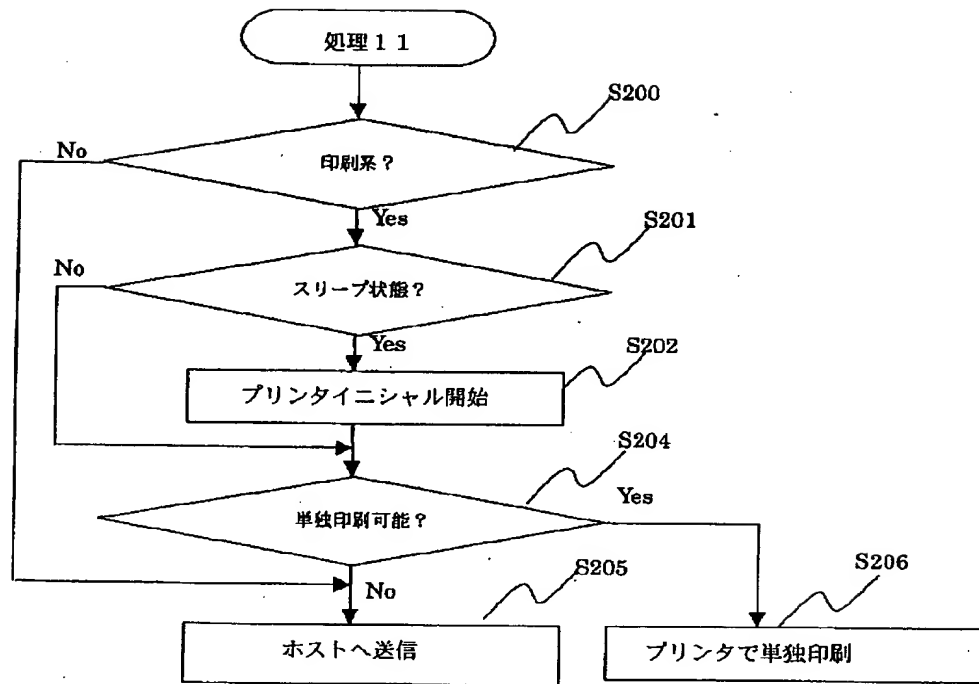 処理１１
S200
No
印刷系？
Yes
S201
No
スリープ状態？
Yes
S202
プリンタイニシャル開始
S204
Yes
単独印刷可能？
S205
S206
No
ホストへ送信
プリンタで単独印刷